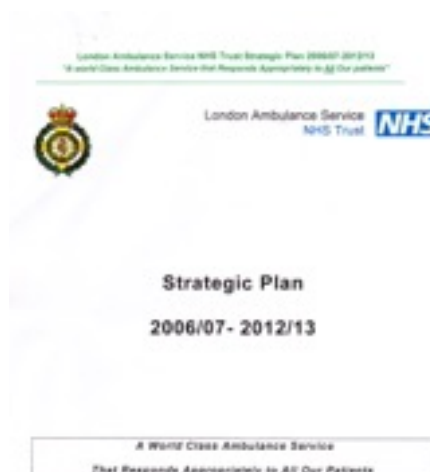 London Ambulance Service NHS Trust Strategic Plan 2006/07-2012/13
"A world Class Ambulance Service that Responds Appropriately to All Our patients"
London Ambulance Service
NHS Trust
NHS
Strategic Plan
2006/07- 2012/13
A World Class Ambulance Service
That Responds Appropriately to All Our Patients